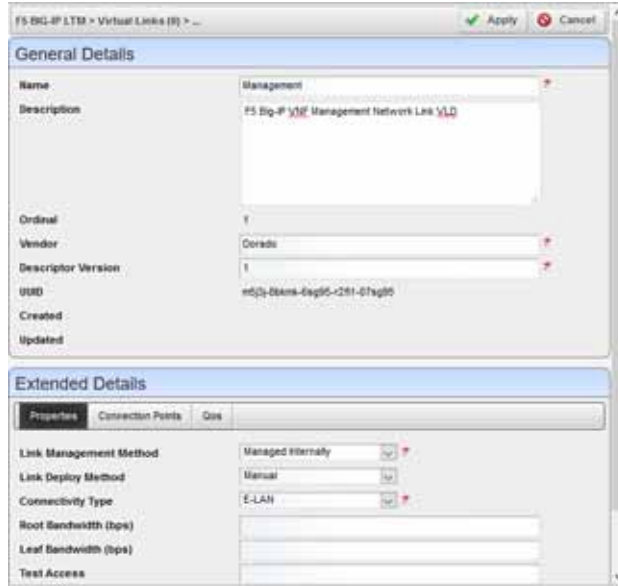 F5 BIG-IP LTM > Virtual Links (0) > ...
Apply
Cancel
General Details
Name
Management
Description
F5 Big-IP VNF Management Network Link VLD
Ordinal
1
Vendor
Dorado
Descriptor Version
1
UUID
Created
Updated
Extended Details
Properties
Connection Points
Qos
Link Management Method
Managed Internally
Link Deploy Method
Manual
Connectivity Type
E-LAN
Root Bandwidth (bps)
Leaf Bandwidth (bps)
Test Access